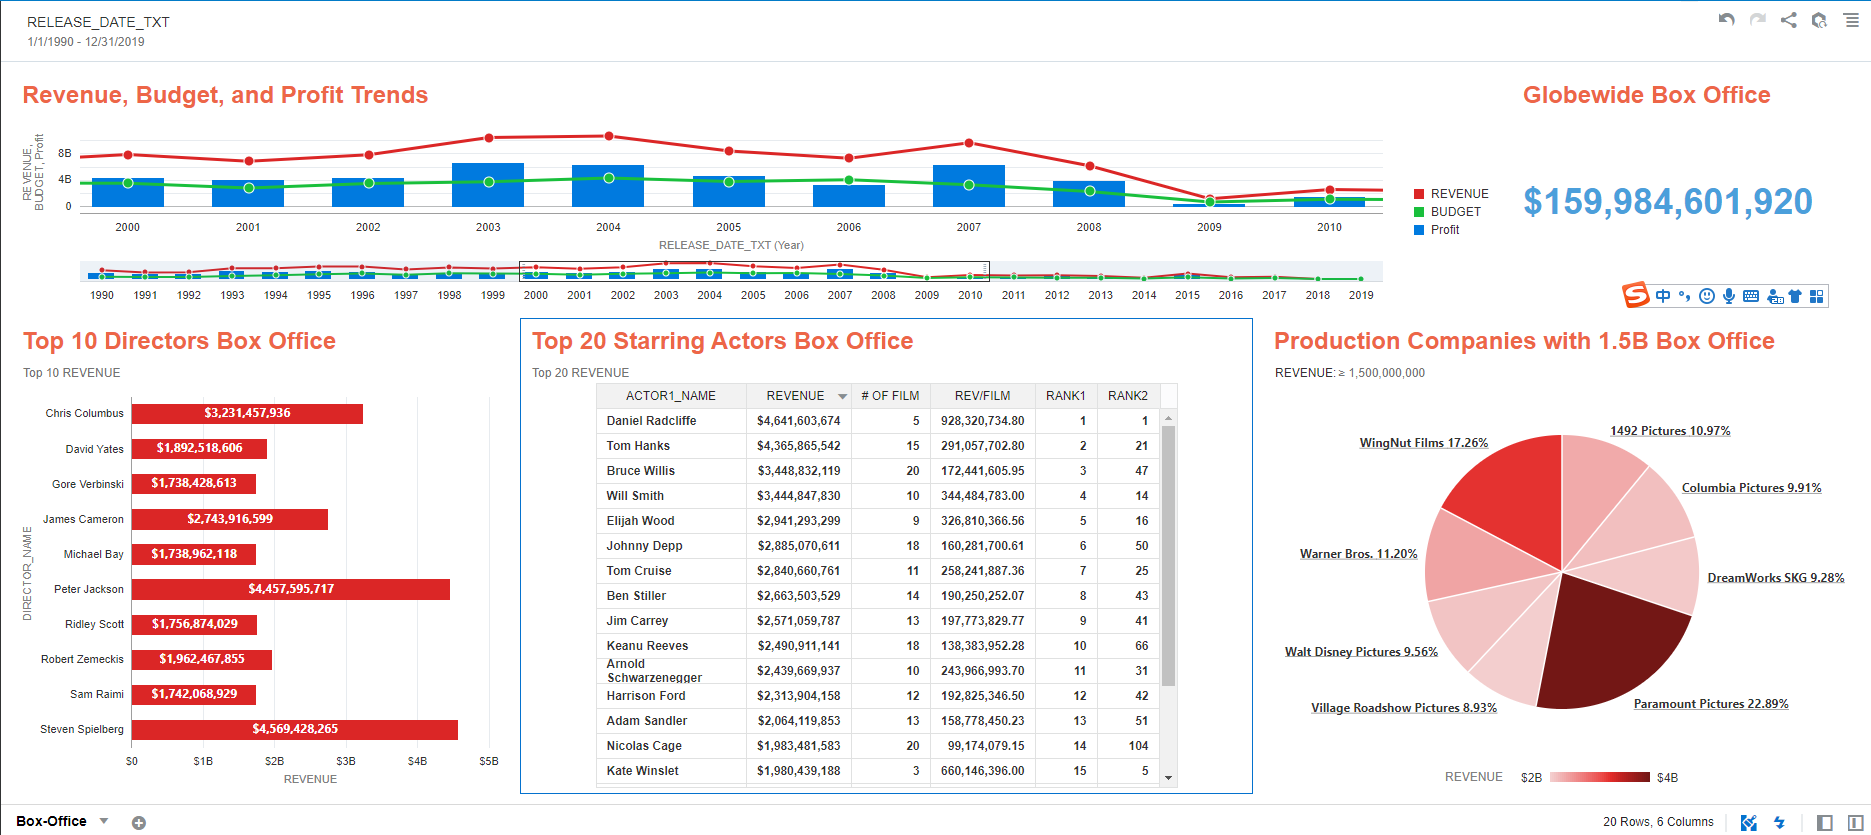 RELEASE_DATE_TXT
1/1/1990 - 12/31/2019
Revenue, Budget, and Profit Trends
REVENUE,
BUDGET, Profit
8B
4B
0
2000 2001 2002 2003 2004 2005 2006 2007 2008 2009 2010
RELEASE_DATE_TXT (Year)
1990 1991 1992 1993 1994 1995 1996 1997 1998 1999 2000 2001 2002 2003 2004 2005 2006 2007 2008 2009 2010 2011 2012 2013 2014 2015 2016 2017 2018 2019
REVENUE
BUDGET
Profit
Globewide Box Office
$159,984,601,920
S 中
Top 10 Directors Box Office
Top 10 REVENUE
DIRECTOR_NAME
Chris Columbus $3,231,457,936
David Yates $1,892,518,606
Gore Verbinski $1,738,428,613
James Cameron $2,743,916,599
Michael Bay $1,738,962,118
Peter Jackson $4,457,595,717
Ridley Scott $1,756,874,029
Robert Zemeckis $1,962,467,855
Sam Raimi $1,742,068,929
Steven Spielberg $4,569,428,265
$0 $1B $2B $3B $4B $5B
REVENUE
Top 20 Starring Actors Box Office
Top 20 REVENUE
ACTOR1_NAME REVENUE # OF FILM REV/FILM RANK1 RANK2
Daniel Radcliffe $4,641,603,674 5 928,320,734.80 1 1
Tom Hanks $4,365,865,542 15 291,057,702.80 2 21
Bruce Willis $3,448,832,119 20 172,441,605.95 3 47
Will Smith $3,444,847,830 10 344,484,783.00 4 14
Elijah Wood $2,941,293,299 9 326,810,366.56 5 16
Johnny Depp $2,885,070,611 18 160,281,700.61 6 50
Tom Cruise $2,840,660,761 11 258,241,887.36 7 25
Ben Stiller $2,663,503,529 14 190,250,252.07 8 43
Jim Carrey $2,571,059,787 13 197,773,829.77 9 41
Keanu Reeves $2,490,911,141 18 138,383,952.28 10 66
Arnold
Schwarzenegger $2,439,669,937 10 243,966,993.70 11 31
Harrison Ford $2,313,904,158 12 192,825,346.50 12 42
Adam Sandler $2,064,119,853 13 158,778,450.23 13 51
Nicolas Cage $1,983,481,583 20 99,174,079.15 14 104
Kate Winslet $1,980,439,188 3 660,146,396.00 15 5
Production Companies with 1.5B Box Office
REVENUE: ≥ 1,500,000,000
1492 Pictures 10.97%
WingNut Films 17.26%
Columbia Pictures 9.91%
Warner Bros. 11.20%
DreamWorks SKG 9.28%
Walt Disney Pictures 9.56%
Paramount Pictures 22.89%
Village Roadshow Pictures 8.93%
REVENUE $2B $4B
Box-Office
20 Rows, 6 Columns